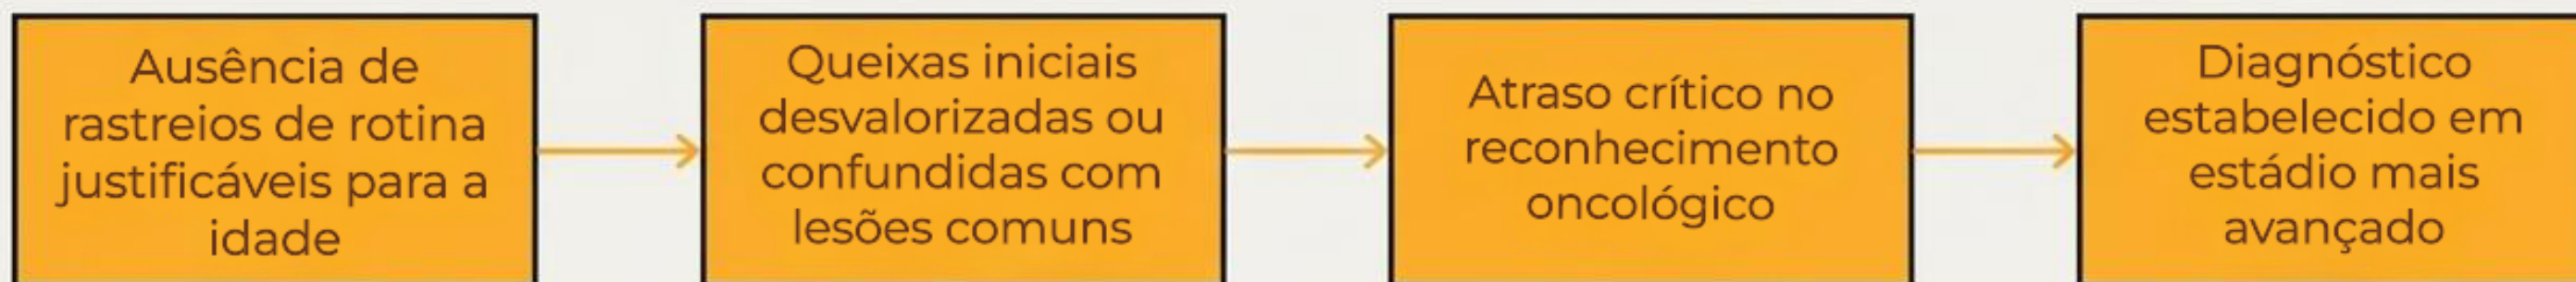 Ausência de
rastreios de rotina
justificáveis para a
idade
Queixas iniciais
desvalorizadas ou
confundidas com
lesões comuns
Atraso crítico no
reconhecimento
oncológico
Diagnóstico
estabelecido em
estádio mais
avançado